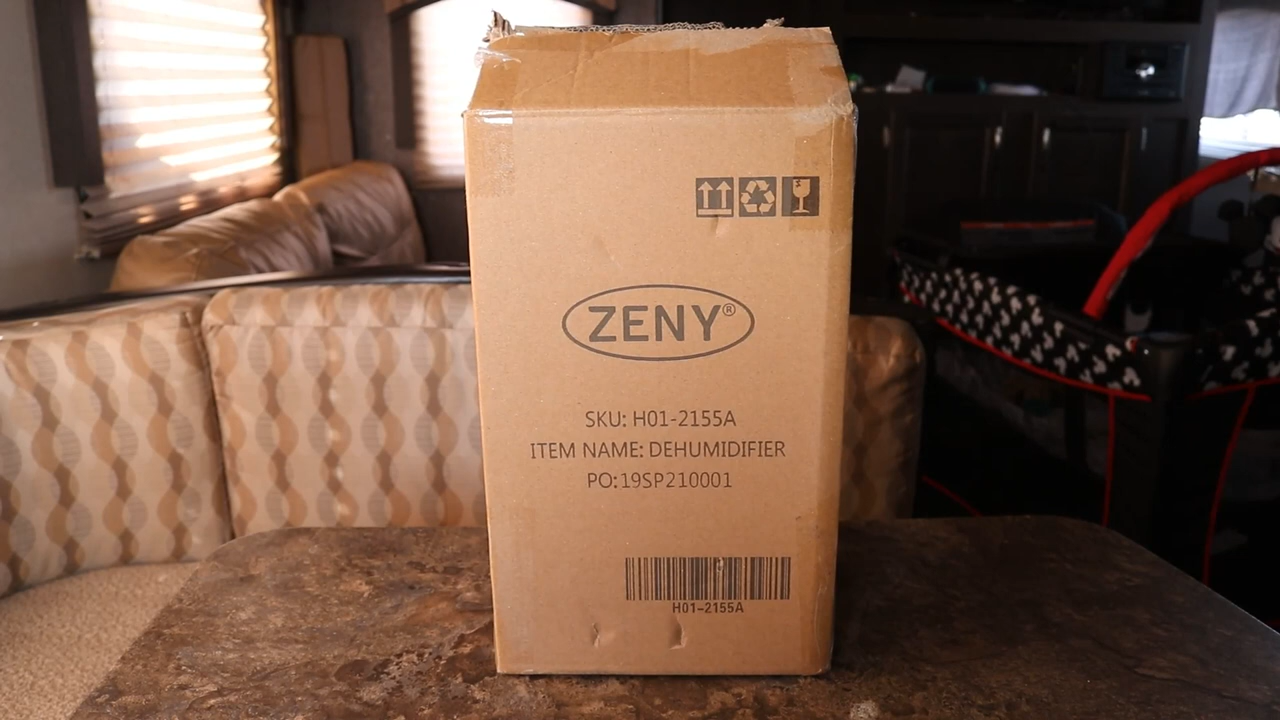 ZENY®
SKU: H01-2155A
ITEM NAME: DEHUMIDIFIER
PO:19SP210001
H01-2155A